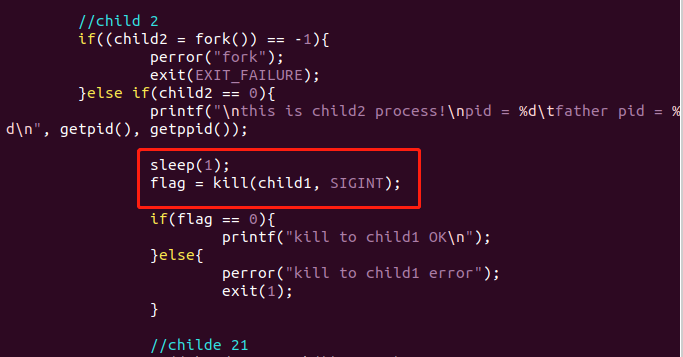 //child 2
if((child2 = fork()) == -1){
perror("fork");
exit(EXIT_FAILURE);
}else if(child2 == 0){
printf("\nthis is child2 process!\npid = %d\tfather pid = %
d\n", getpid(), getppid());
sleep(1);
flag = kill(child1, SIGINT);
if(flag == 0){
printf("kill to child1 OK\n");
}else{
perror("kill to child1 error");
exit(1);
}
//childe 21